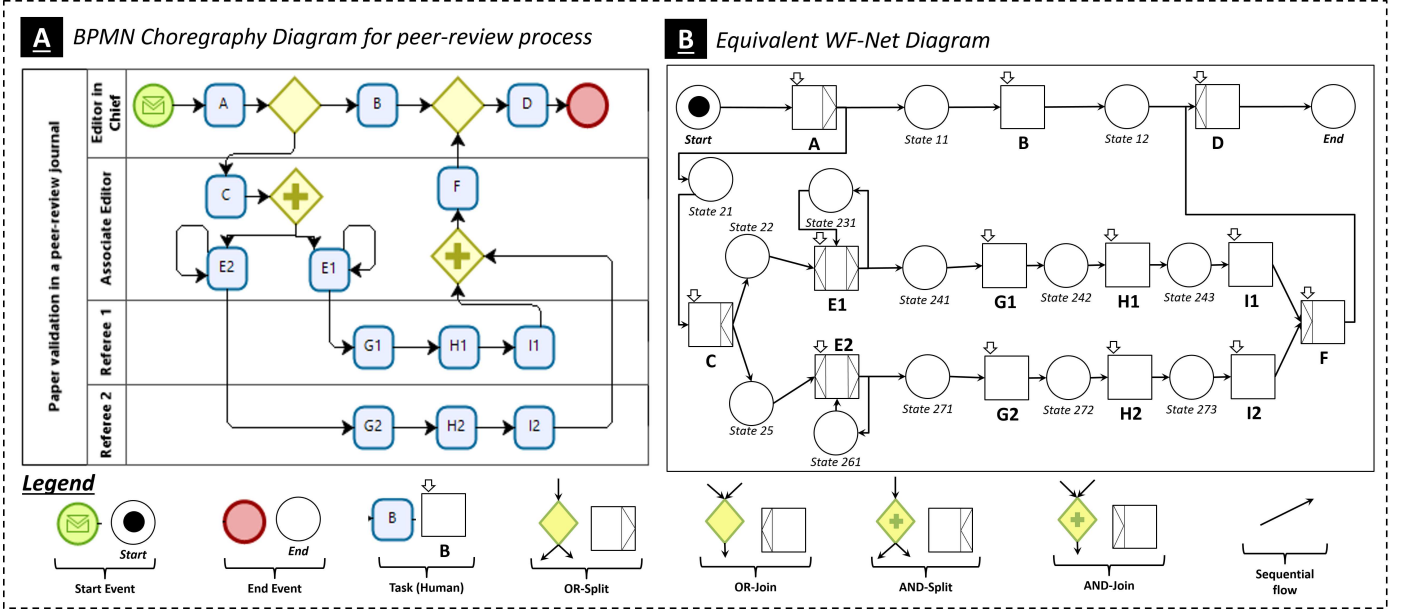 A BPMN Choregraphy Diagram for peer-review process
Paper validation in a peer-review journal
Editor in
Chief
A
B
D
Associate Editor
C
F
E2
E1
Referee 1
G1
H1
I1
Referee 2
G2
H2
I2
B Equivalent WF-Net Diagram
Start
A
State 11
B
State 12
D
End
State 21
State 231
State 22
E1
State 241
G1
State 242
H1
State 243
I1
C
E2
F
State 25
State 261
State 271
G2
State 272
H2
State 273
I2
Legend
Start
Start Event
End
End Event
B
B
Task (Human)
OR-Split
OR-Join
AND-Split
AND-Join
Sequential
flow